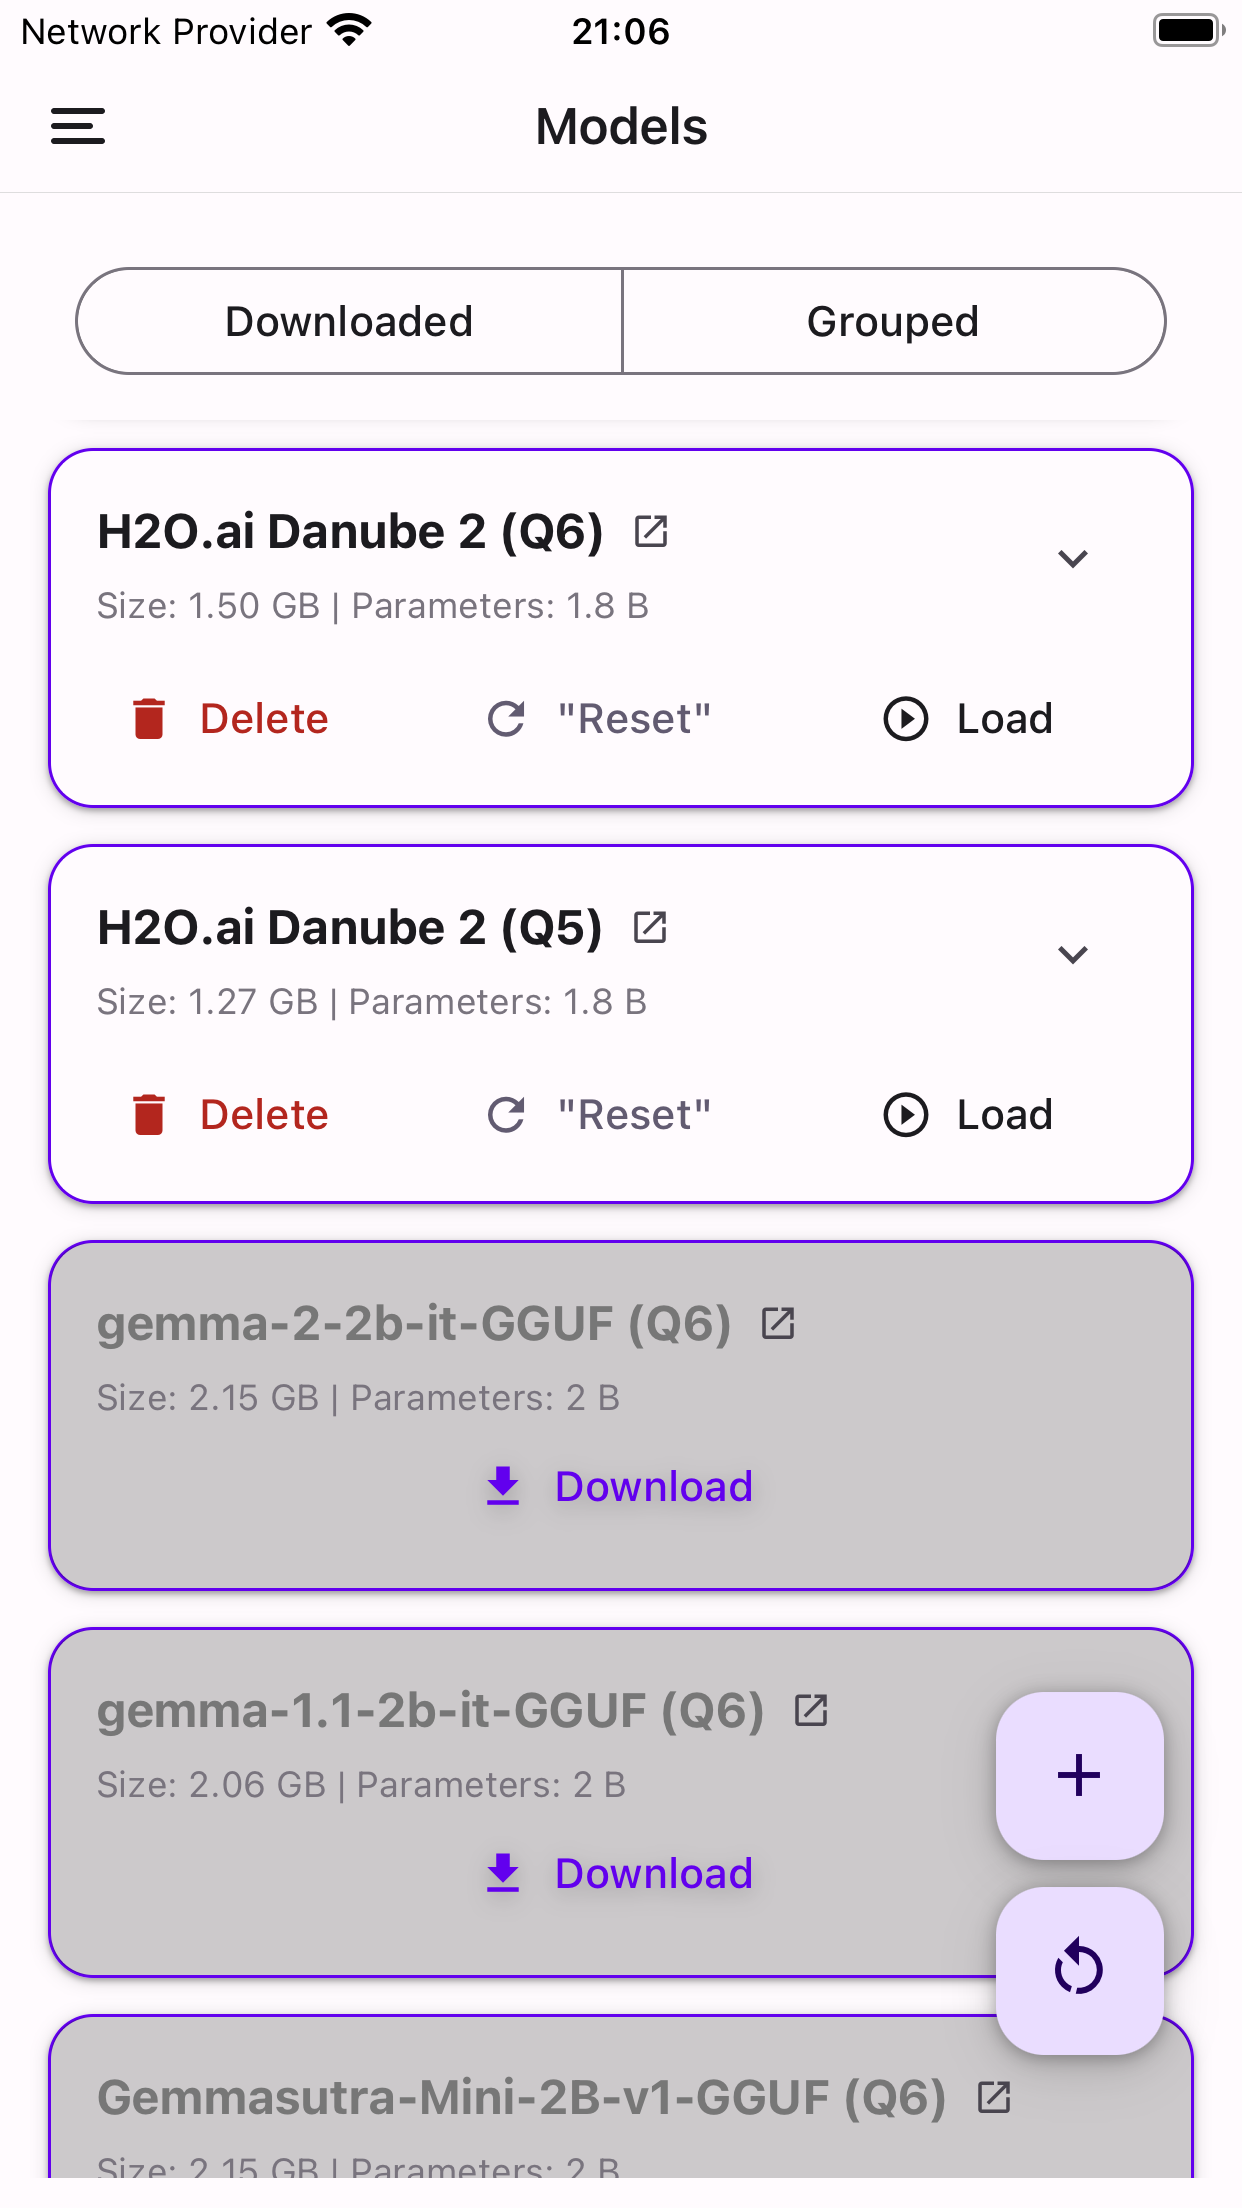 Network Provider 21:06
Models
Downloaded Grouped
H2O.ai Danube 2 (Q6)
Size: 1.50 GB | Parameters: 1.8 B
Delete "Reset" Load
H2O.ai Danube 2 (Q5)
Size: 1.27 GB | Parameters: 1.8 B
Delete "Reset" Load
gemma-2-2b-it-GGUF (Q6)
Size: 2.15 GB | Parameters: 2 B
Download
gemma-1.1-2b-it-GGUF (Q6)
Size: 2.06 GB | Parameters: 2 B
Download
Gemmasutra-Mini-2B-v1-GGUF (Q6)
Size: 2.15 GB | Parameters: 2 B